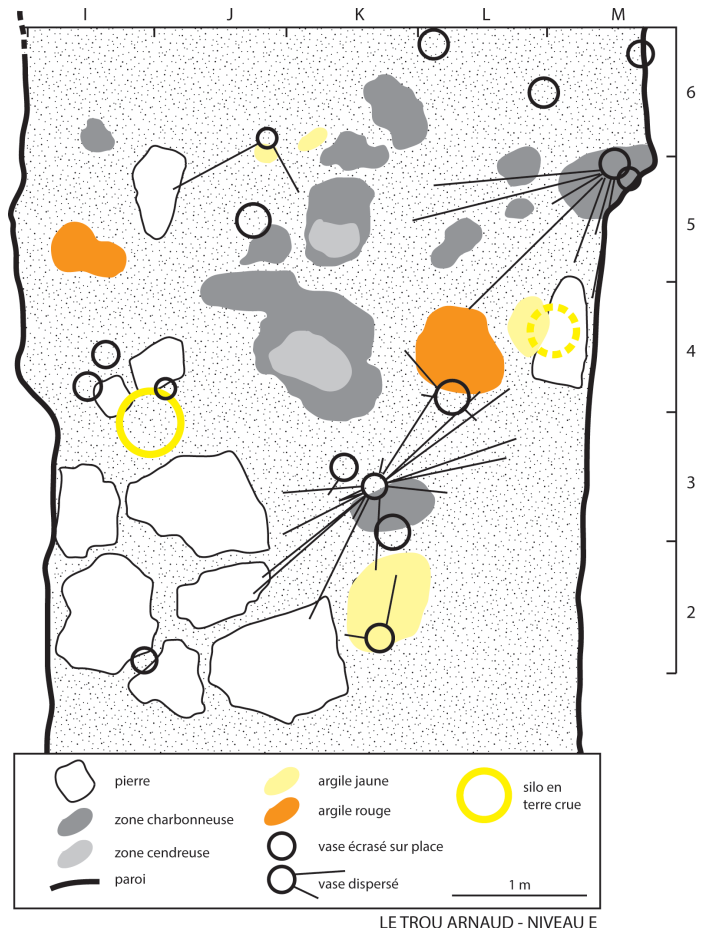 I J K L M
6
5
4
3
2
pierre
zone charbonneuse
zone cendreuse
paroi
argile jaune
argile rouge
vase écrasé sur place
vase dispersé
silo en
terre crue
1 m
LE TROU ARNAUD - NIVEAU E